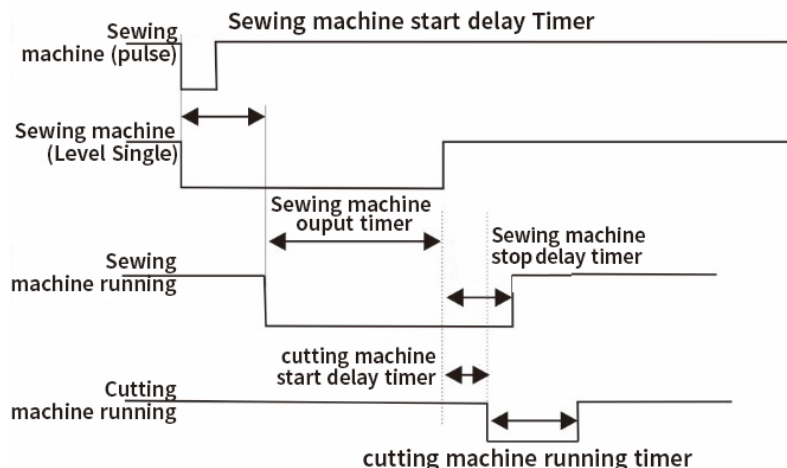 Sewing machine start delay Timer
Sewing
machine (pulse)
Sewing machine
(Level Single)
Sewing machine
ouput timer
Sewing machine
stop delay timer
Sewing
machine running
cutting machine
start delay timer
Cutting
machine running
cutting machine running timer